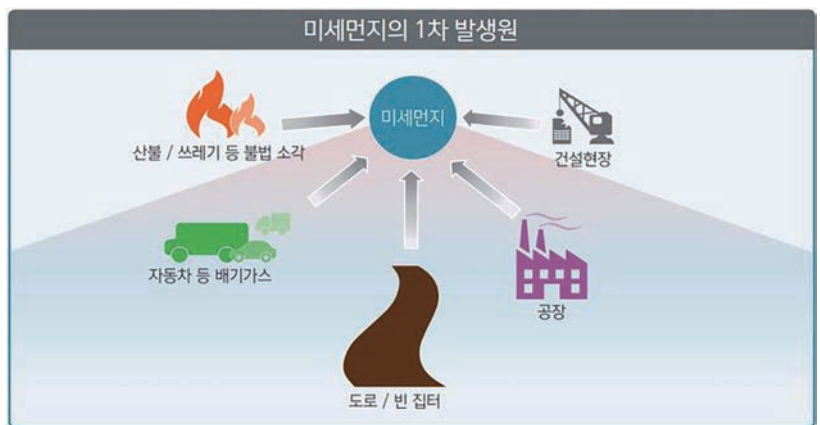 미세먼지의 1차 발생원
미세먼지
산불 / 쓰레기 등 불법 소각
건설현장
자동차 등 배기가스
공장
도로 / 빈 집터